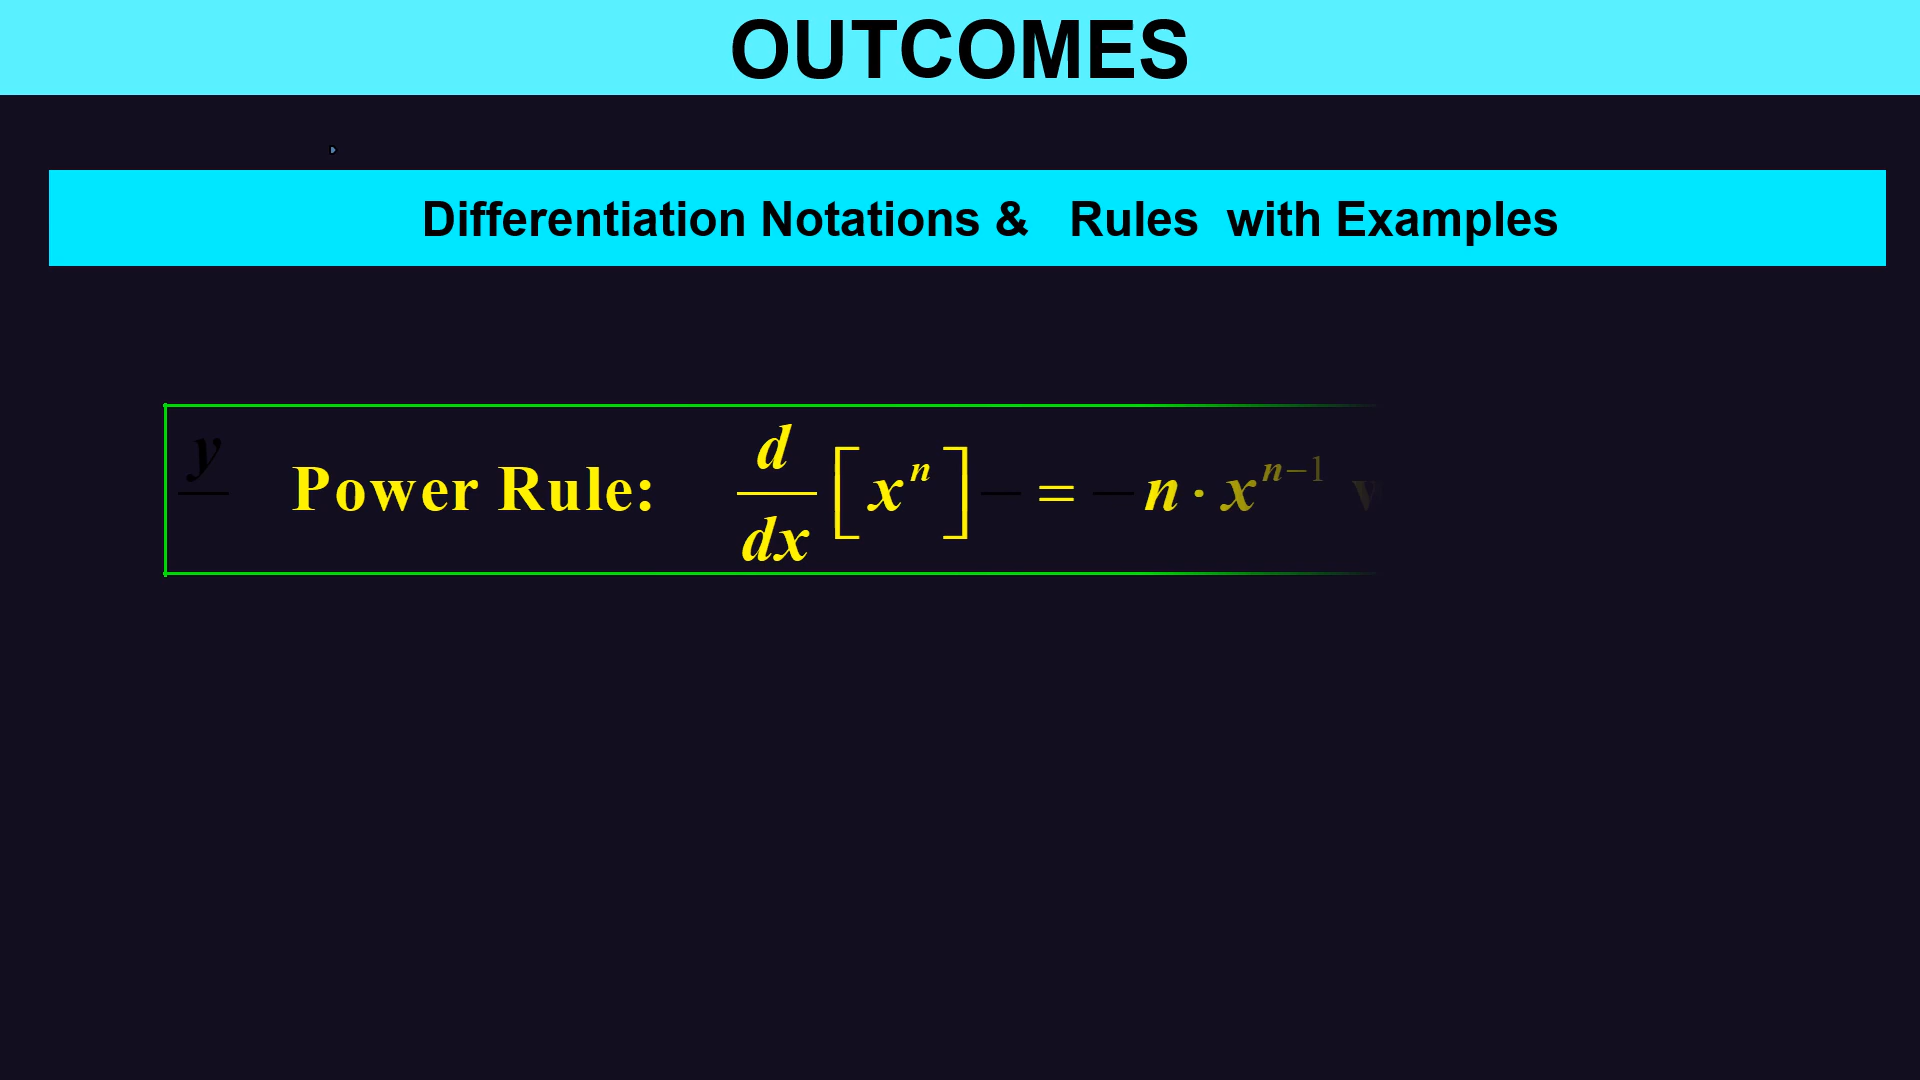 OUTCOMES
Differentiation Notations & Rules with Examples
Power Rule: d/dx [x^n] = n · x^{n−1}